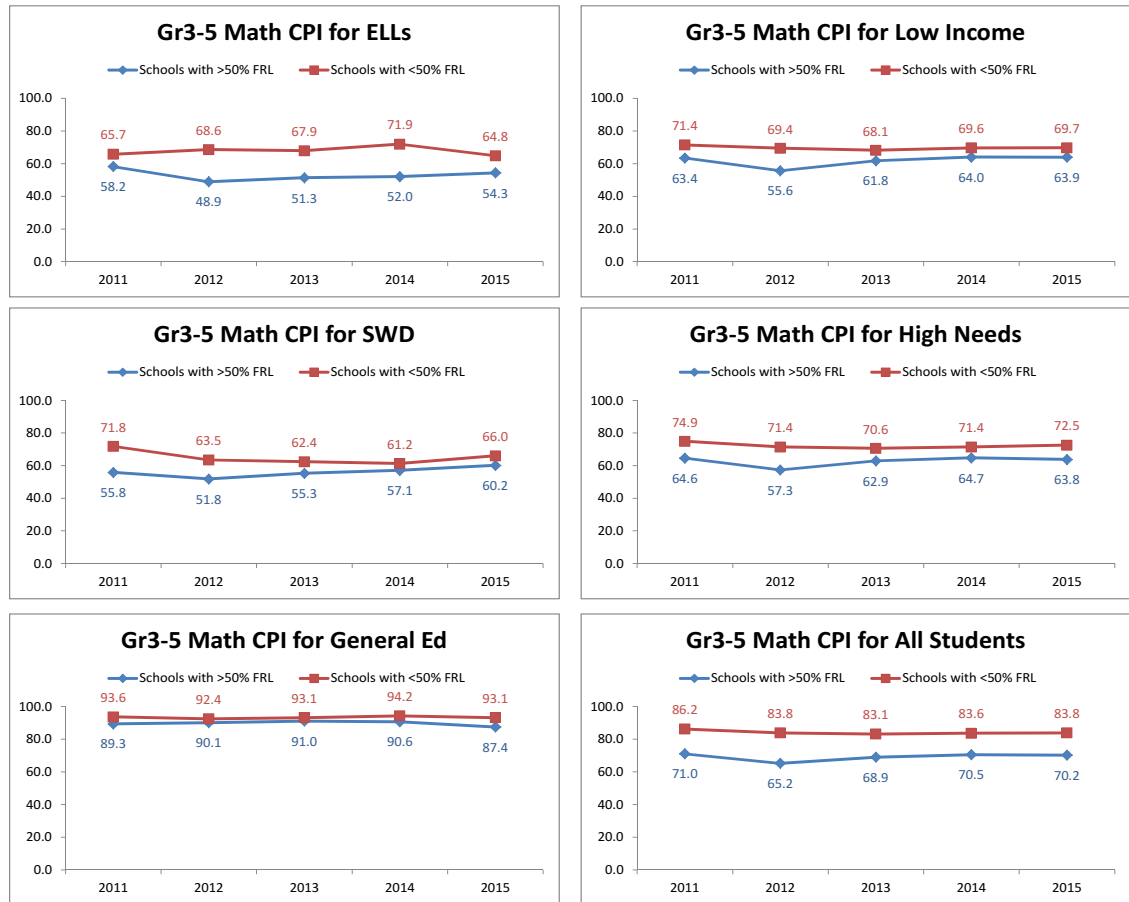 Gr3-5 Math CPI for ELLs
Schools with >50% FRL Schools with <50% FRL
100.0
80.0
60.0
40.0
20.0
0.0
65.7 68.6 67.9 71.9 64.8
58.2 48.9 51.3 52.0 54.3
2011 2012 2013 2014 2015
Gr3-5 Math CPI for Low Income
Schools with >50% FRL Schools with <50% FRL
100.0
80.0
60.0
40.0
20.0
0.0
71.4 69.4 68.1 69.6 69.7
63.4 55.6 61.8 64.0 63.9
2011 2012 2013 2014 2015
Gr3-5 Math CPI for SWD
Schools with >50% FRL Schools with <50% FRL
100.0
80.0
60.0
40.0
20.0
0.0
71.8 63.5 62.4 61.2 66.0
55.8 51.8 55.3 57.1 60.2
2011 2012 2013 2014 2015
Gr3-5 Math CPI for High Needs
Schools with >50% FRL Schools with <50% FRL
100.0
80.0
60.0
40.0
20.0
0.0
74.9 71.4 70.6 71.4 72.5
64.6 57.3 62.9 64.7 63.8
2011 2012 2013 2014 2015
Gr3-5 Math CPI for General Ed
Schools with >50% FRL Schools with <50% FRL
100.0
80.0
60.0
40.0
20.0
0.0
93.6 92.4 93.1 94.2 93.1
89.3 90.1 91.0 90.6 87.4
2011 2012 2013 2014 2015
Gr3-5 Math CPI for All Students
Schools with >50% FRL Schools with <50% FRL
100.0
80.0
60.0
40.0
20.0
0.0
86.2 83.8 83.1 83.6 83.8
71.0 65.2 68.9 70.5 70.2
2011 2012 2013 2014 2015